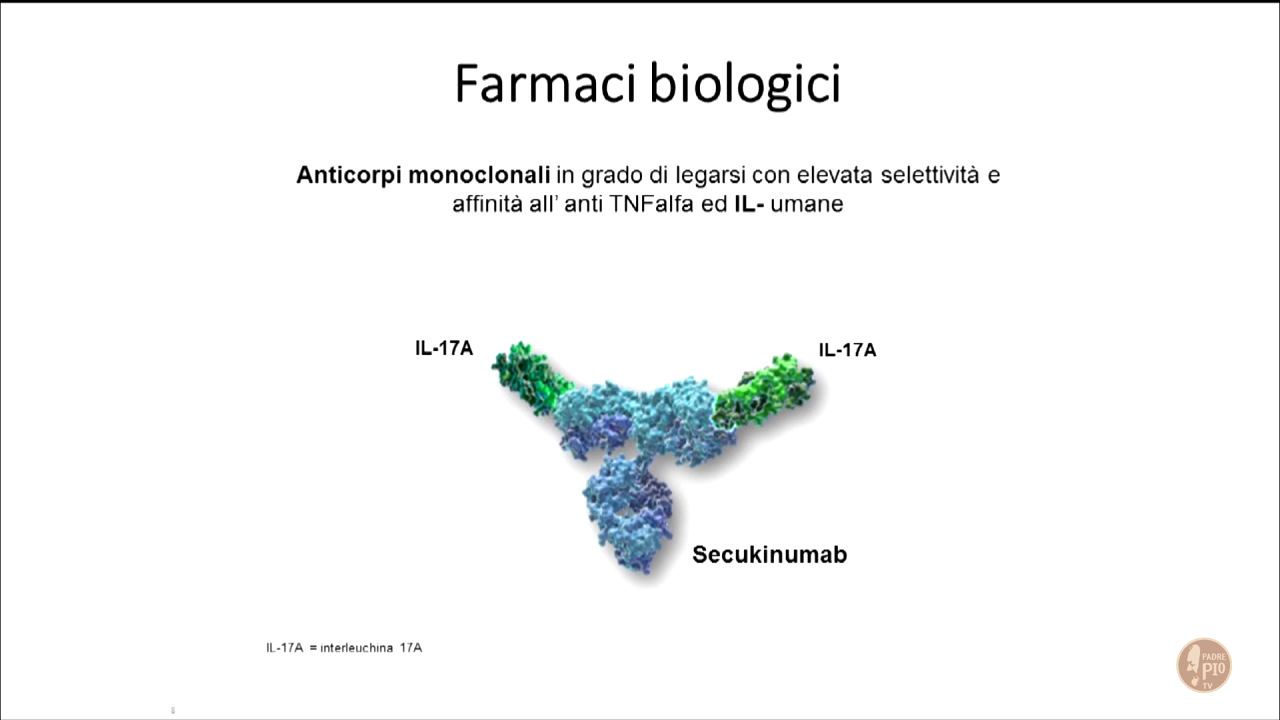 Farmaci biologici
Anticorpi monoclonali in grado di legarsi con elevata selettività e
affinità all' anti TNFalfa ed IL- umane
IL-17A
IL-17A
Secukinumab
IL-17A = interleuchina 17A
PADRE
PIO
TV